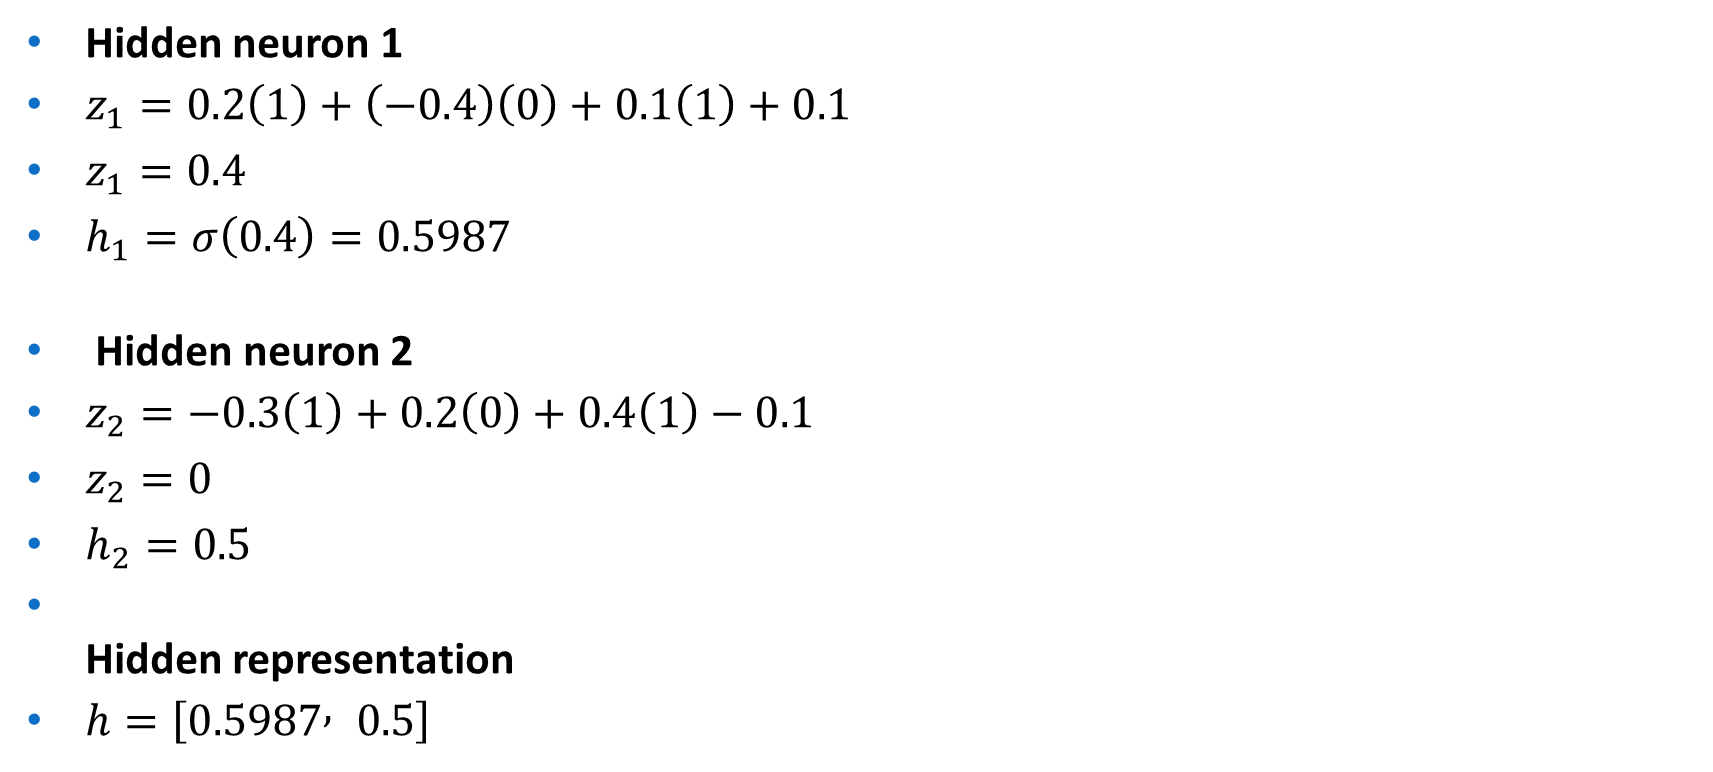 • Hidden neuron 1
• z₁ = 0.2(1) + (−0.4)(0) + 0.1(1) + 0.1
• z₁ = 0.4
• h₁ = σ(0.4) = 0.5987
• Hidden neuron 2
• z₂ = −0.3(1) + 0.2(0) + 0.4(1) − 0.1
• z₂ = 0
• h₂ = 0.5
•
Hidden representation
• h = [0.5987, 0.5]